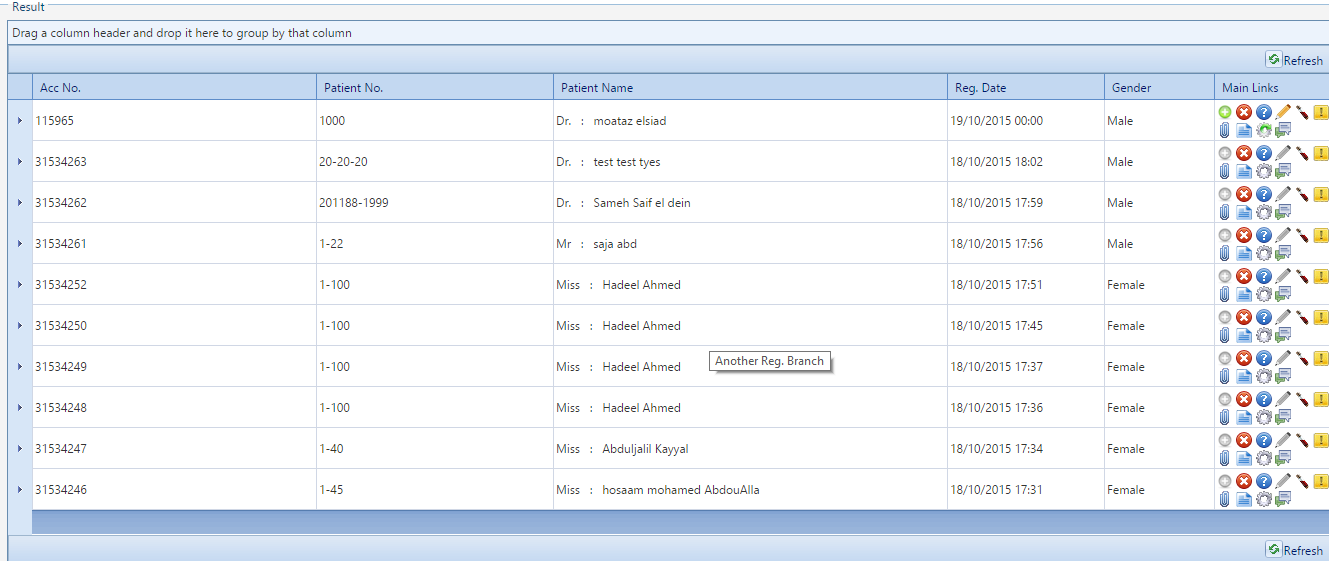 Result
Drag a column header and drop it here to group by that column
Refresh
Acc No. Patient No. Patient Name Reg. Date Gender Main Links
115965 1000 Dr. : moataz elsiad 19/10/2015 00:00 Male
31534263 20-20-20 Dr. : test test tyes 18/10/2015 18:02 Male
31534262 201188-1999 Dr. : Sameh Saif el dein 18/10/2015 17:59 Male
31534261 1-22 Mr : saja abd 18/10/2015 17:56 Male
31534252 1-100 Miss : Hadeel Ahmed 18/10/2015 17:51 Female
31534250 1-100 Miss : Hadeel Ahmed 18/10/2015 17:45 Female
31534249 1-100 Miss : Hadeel Ahmed Another Reg. Branch 18/10/2015 17:37 Female
31534248 1-100 Miss : Hadeel Ahmed 18/10/2015 17:36 Female
31534247 1-40 Miss : Abduljalil Kayyal 18/10/2015 17:34 Female
31534246 1-45 Miss : hosaam mohamed AbdouAlla 18/10/2015 17:31 Female
Refresh